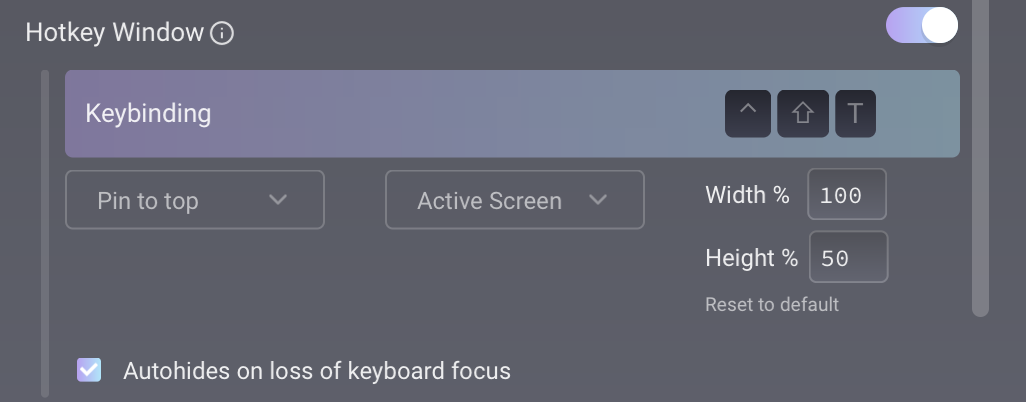 Hotkey Window
Keybinding
^ ⇧ T
Pin to top
Active Screen
Width % 100
Height % 50
Reset to default
Autohides on loss of keyboard focus